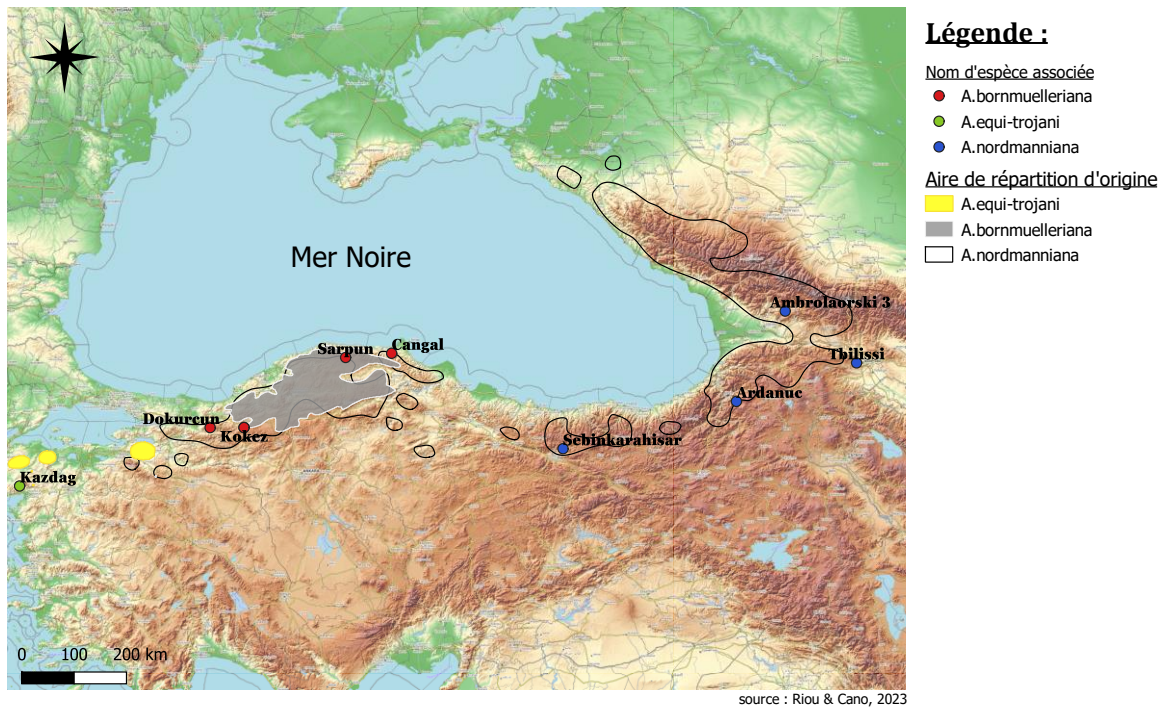 Légende :
Nom d'espèce associée
A.bornmuelleriana
A.equi-trojani
A.nordmanniana
Aire de répartition d'origine
A.equi-trojani
A.bornmuelleriana
A.nordmanniana
Mer Noire
Ambrolaorski 3
Sarpun
Cangal
Tbilissi
Ardanuc
Dokurcun
Kokez
Sebinkarahisar
Kazdag
0 100 200 km
source : Riou & Cano, 2023